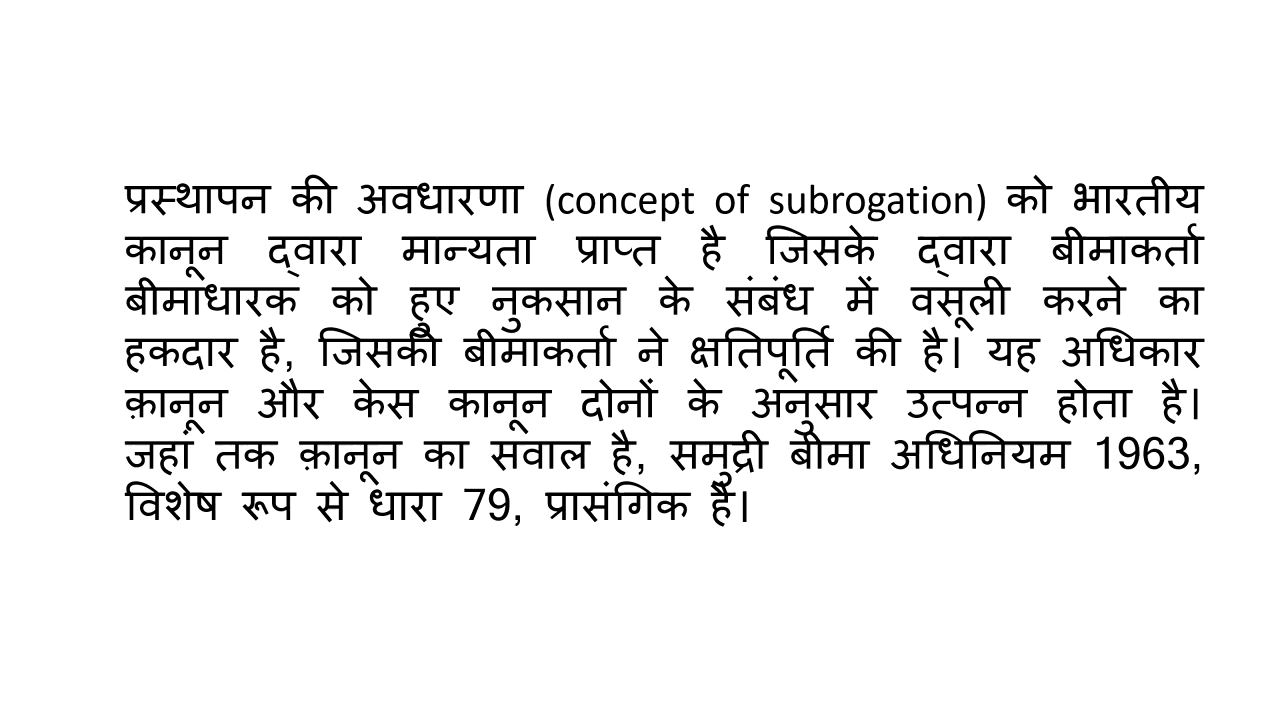 प्रस्थापन की अवधारणा (concept of subrogation) को भारतीय
कानून द्वारा मान्यता प्राप्त है जिसके द्वारा बीमाकर्ता
बीमाधारक को हुए नुकसान के संबंध में वसूली करने का
हकदार है, जिसकी बीमाकर्ता ने क्षतिपूर्ति की है। यह अधिकार
क़ानून और केस कानून दोनों के अनुसार उत्पन्न होता है।
जहां तक क़ानून का सवाल है, समुद्री बीमा अधिनियम 1963,
विशेष रूप से धारा 79, प्रासंगिक है।